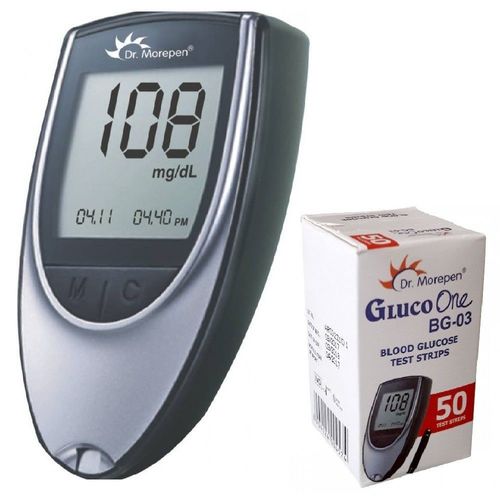 Dr. Morepen®
108
mg/dL
04.11 04.40 PM
M C
50
Dr. Morepen®
GLUCO One
BG-03
BLOOD GLUCOSE
TEST STRIPS
108
50
TEST STRIPS